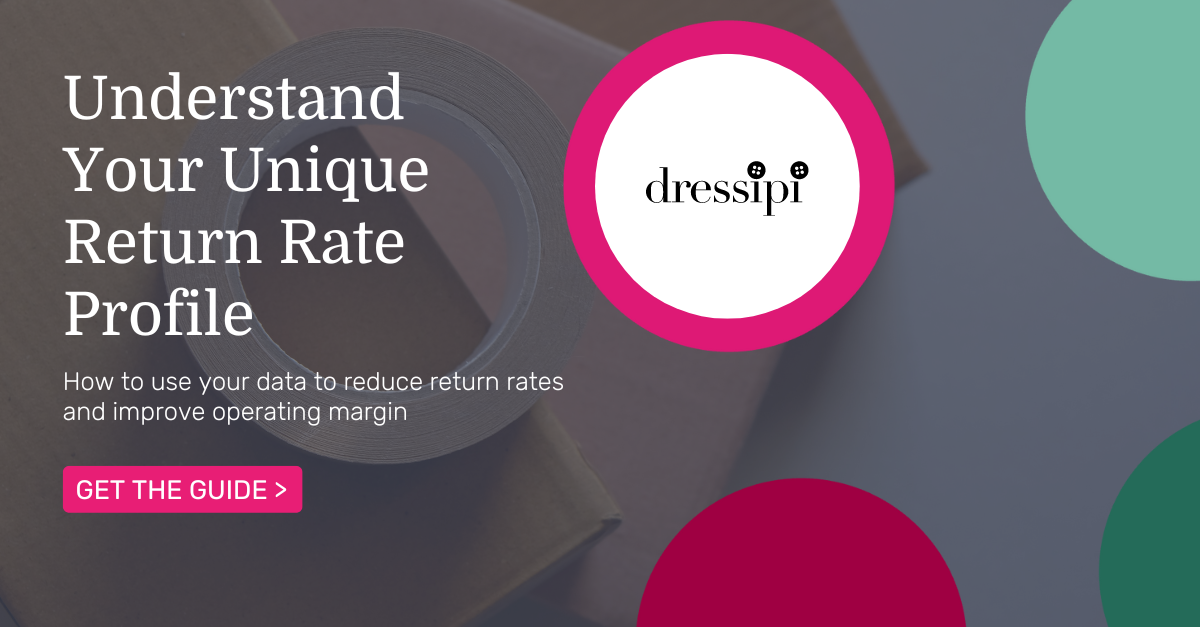 Understand
Your Unique
Return Rate
Profile
How to use your data to reduce return rates
and improve operating margin
GET THE GUIDE >
dressipi